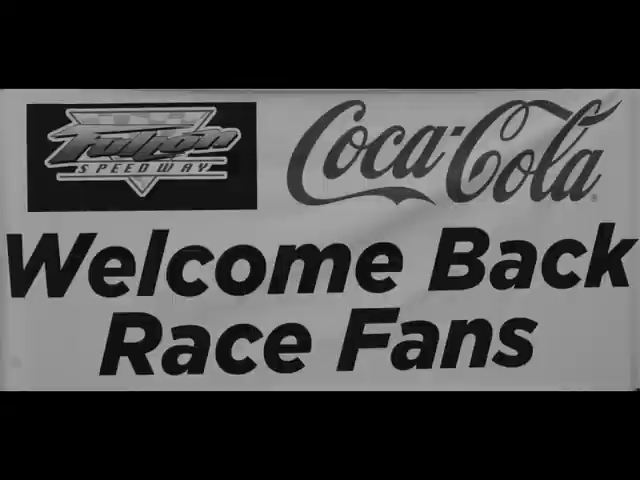 Fulton
SPEEDWAY
Coca-Cola
Welcome Back
Race Fans